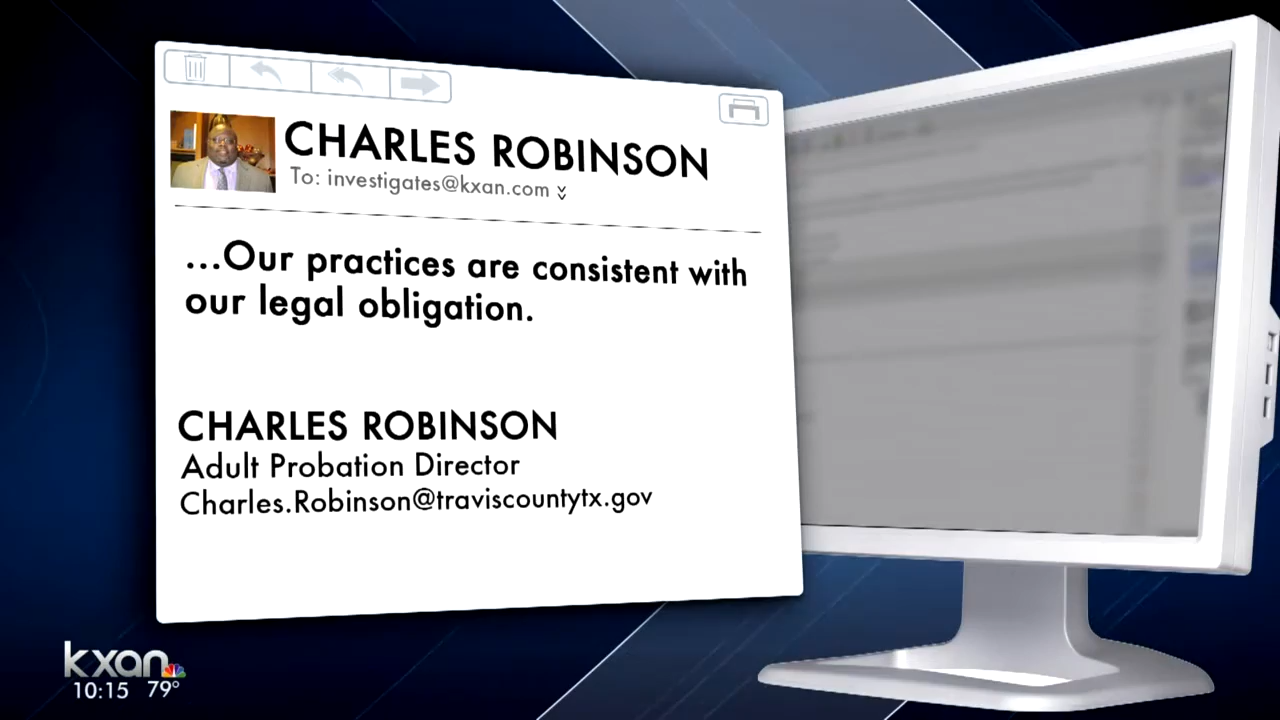 CHARLES ROBINSON
To: investigates@kxan.com
...Our practices are consistent with
our legal obligation.
CHARLES ROBINSON
Adult Probation Director
Charles.Robinson@traviscountytx.gov
kxan
10:15 79°